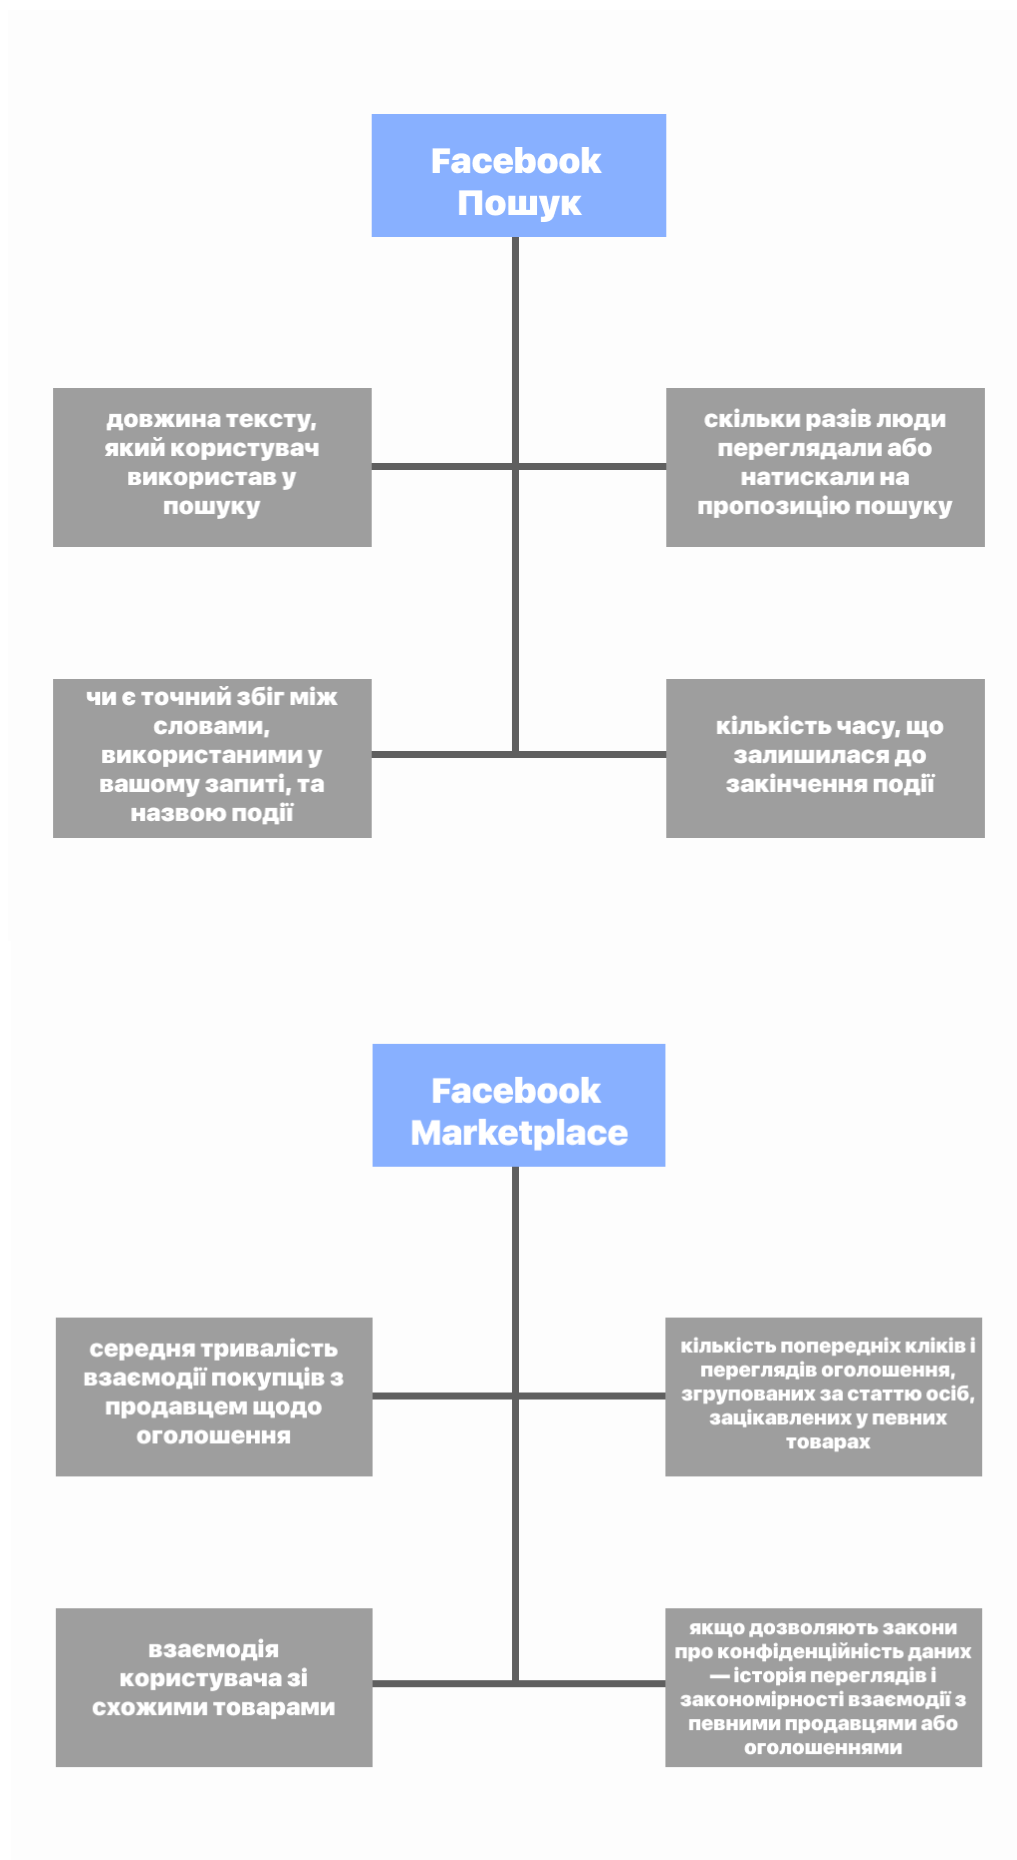 Facebook
Пошук
довжина тексту,
який користувач
використав у
пошуку
скільки разів люди
переглядали або
натискали на
пропозицію пошуку
чи є точний збіг між
словами,
використаними у
вашому запиті, та
назвою події
кількість часу, що
залишилася до
закінчення події
Facebook
Marketplace
середня тривалість
взаємодії покупців з
продавцем щодо
оголошення
кількість попередніх кліків і
переглядів оголошення,
згрупованих за статтю осіб,
зацікавлених у певних
товарах
взаємодія
користувача зі
схожими товарами
якщо дозволяють закони
про конфіденційність даних
— історія переглядів і
закономірності взаємодії з
певними продавцями або
оголошеннями